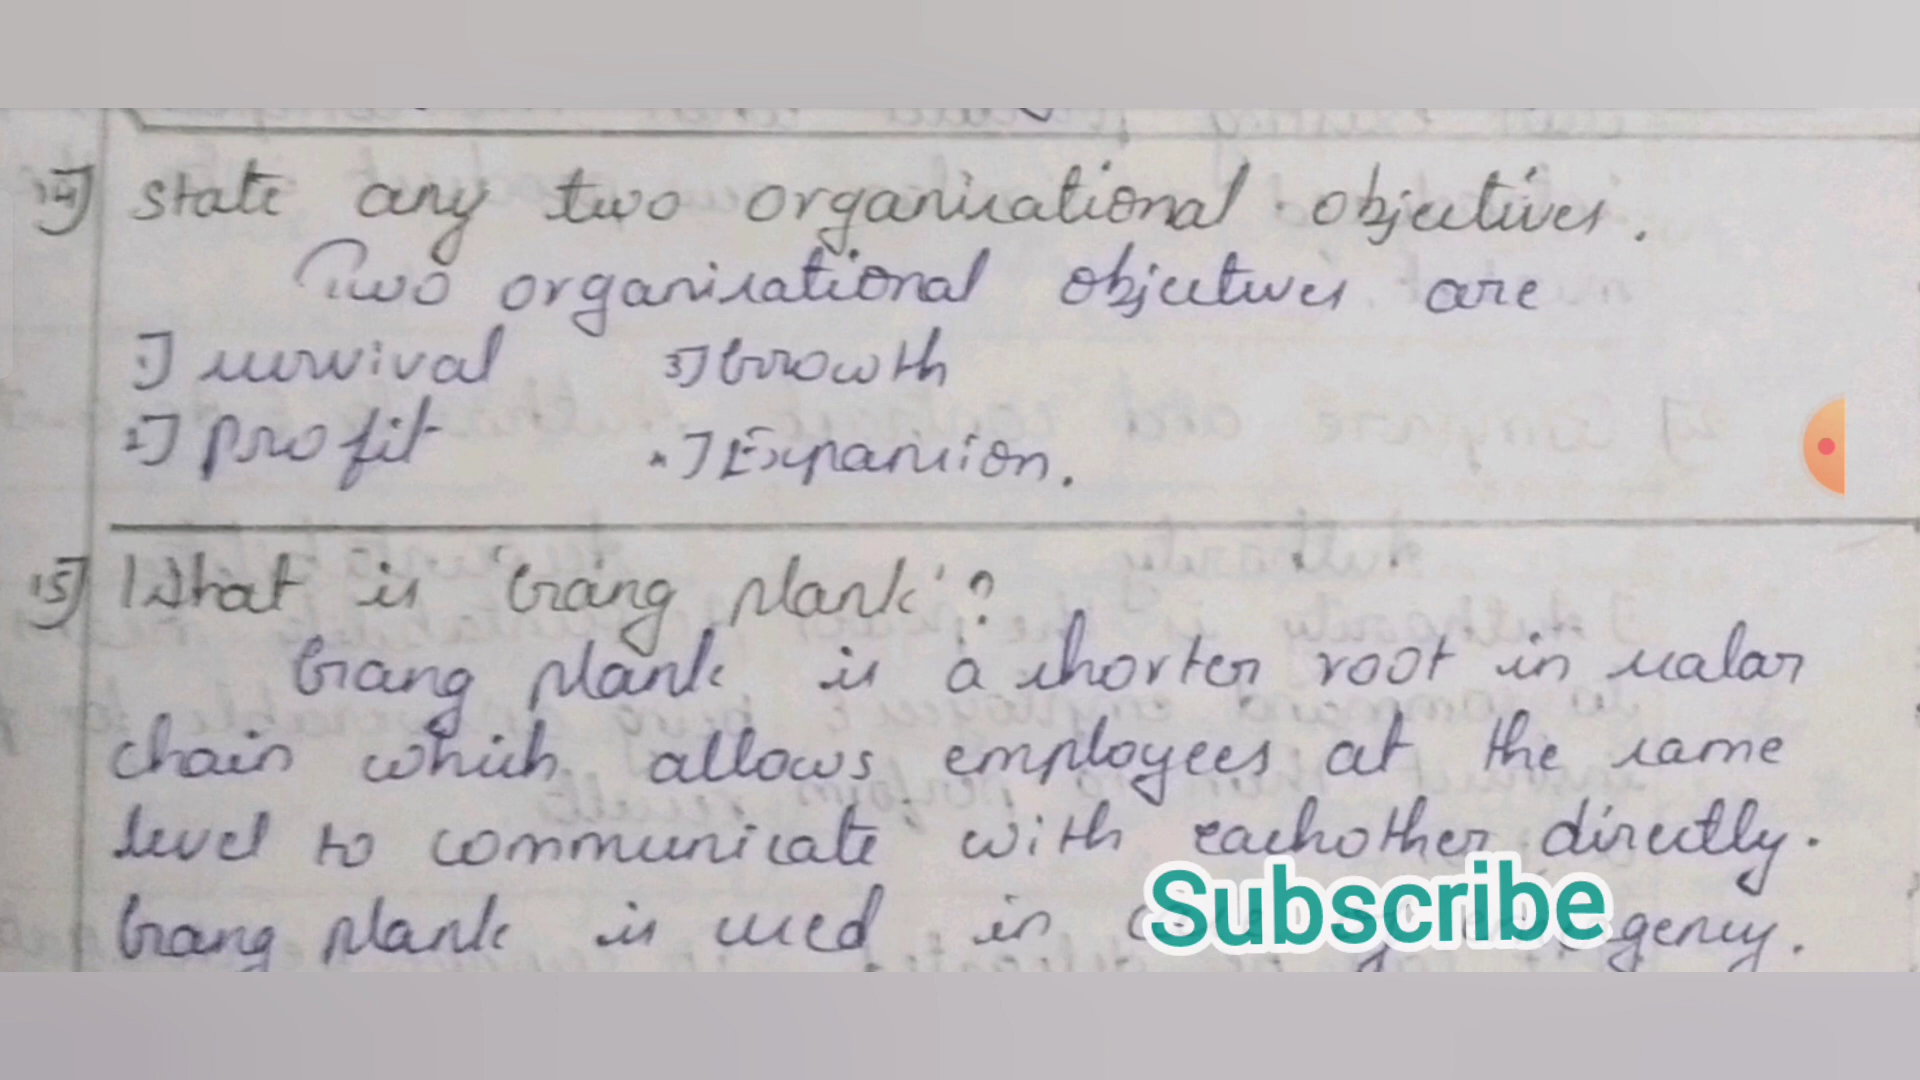 14] State any two organisational objectives.
Two organisational objectives are
1] survival 3] Growth
2] Profit 4] Expansion.
15] What is 'Gang plank'?
Gang plank is a shorter root in scalar
chain which allows employees at the same
level to communicate with eachother directly.
Gang plank is used in gency.
Subscribe